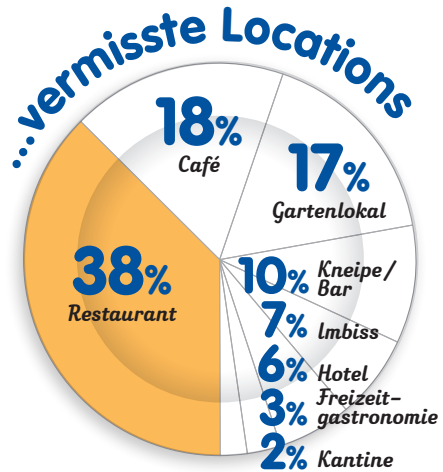 ...vermisste Locations
18%
Café
17%
Gartenlokal
38%
Restaurant
10% Kneipe/
Bar
7% Imbiss
6% Hotel
3% Freizeit-
gastronomie
2% Kantine